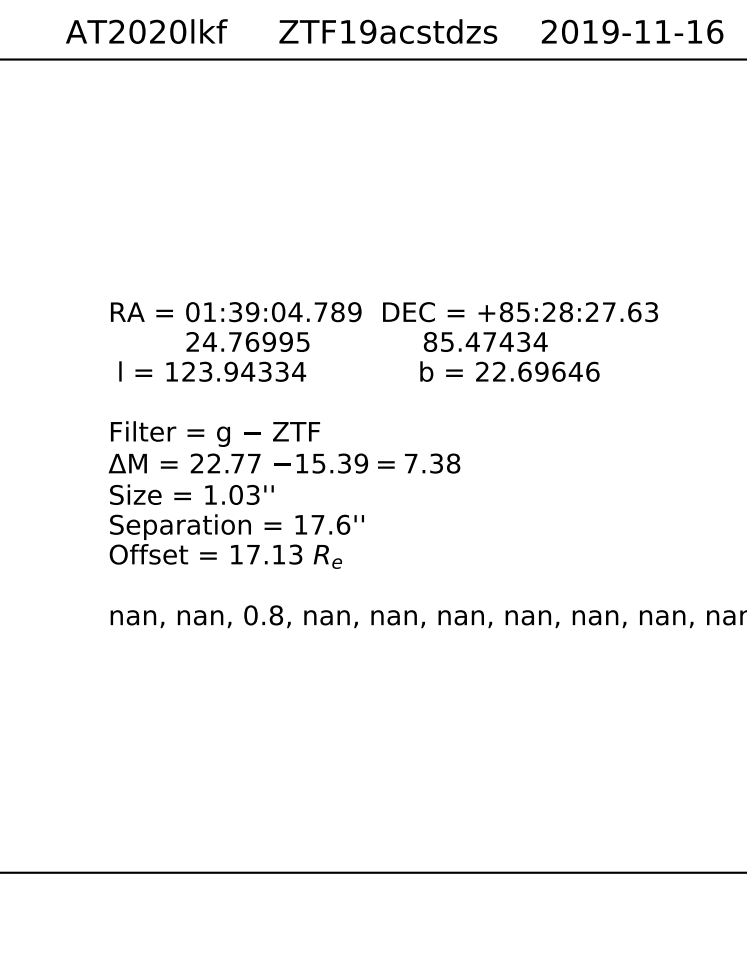 AT2020lkf ZTF19acstdzs 2019-11-16
RA = 01:39:04.789 DEC = +85:28:27.63
24.76995 85.47434
l = 123.94334 b = 22.69646
Filter = g − ZTF
ΔM = 22.77 −15.39 = 7.38
Size = 1.03''
Separation = 17.6''
Offset = 17.13 Re
nan, nan, 0.8, nan, nan, nan, nan, nan, nan, nan